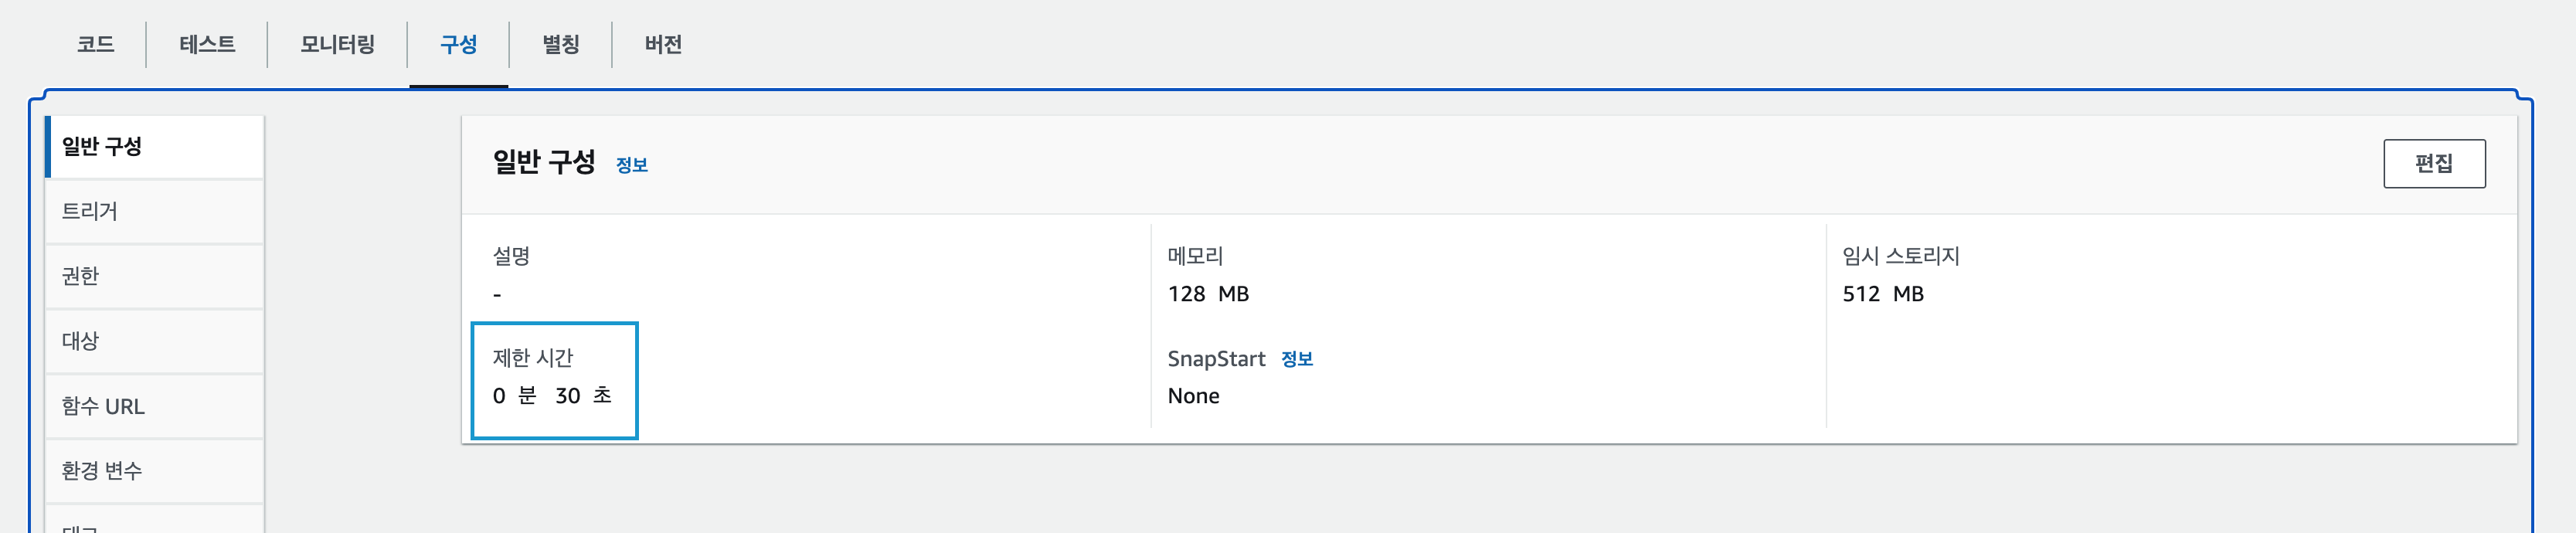 코드 테스트 모니터링 구성 별칭 버전
일반 구성
트리거
권한
대상
함수 URL
환경 변수
일반 구성 정보
편집
설명
-
제한 시간
0 분 30 초
메모리
128 MB
SnapStart 정보
None
임시 스토리지
512 MB